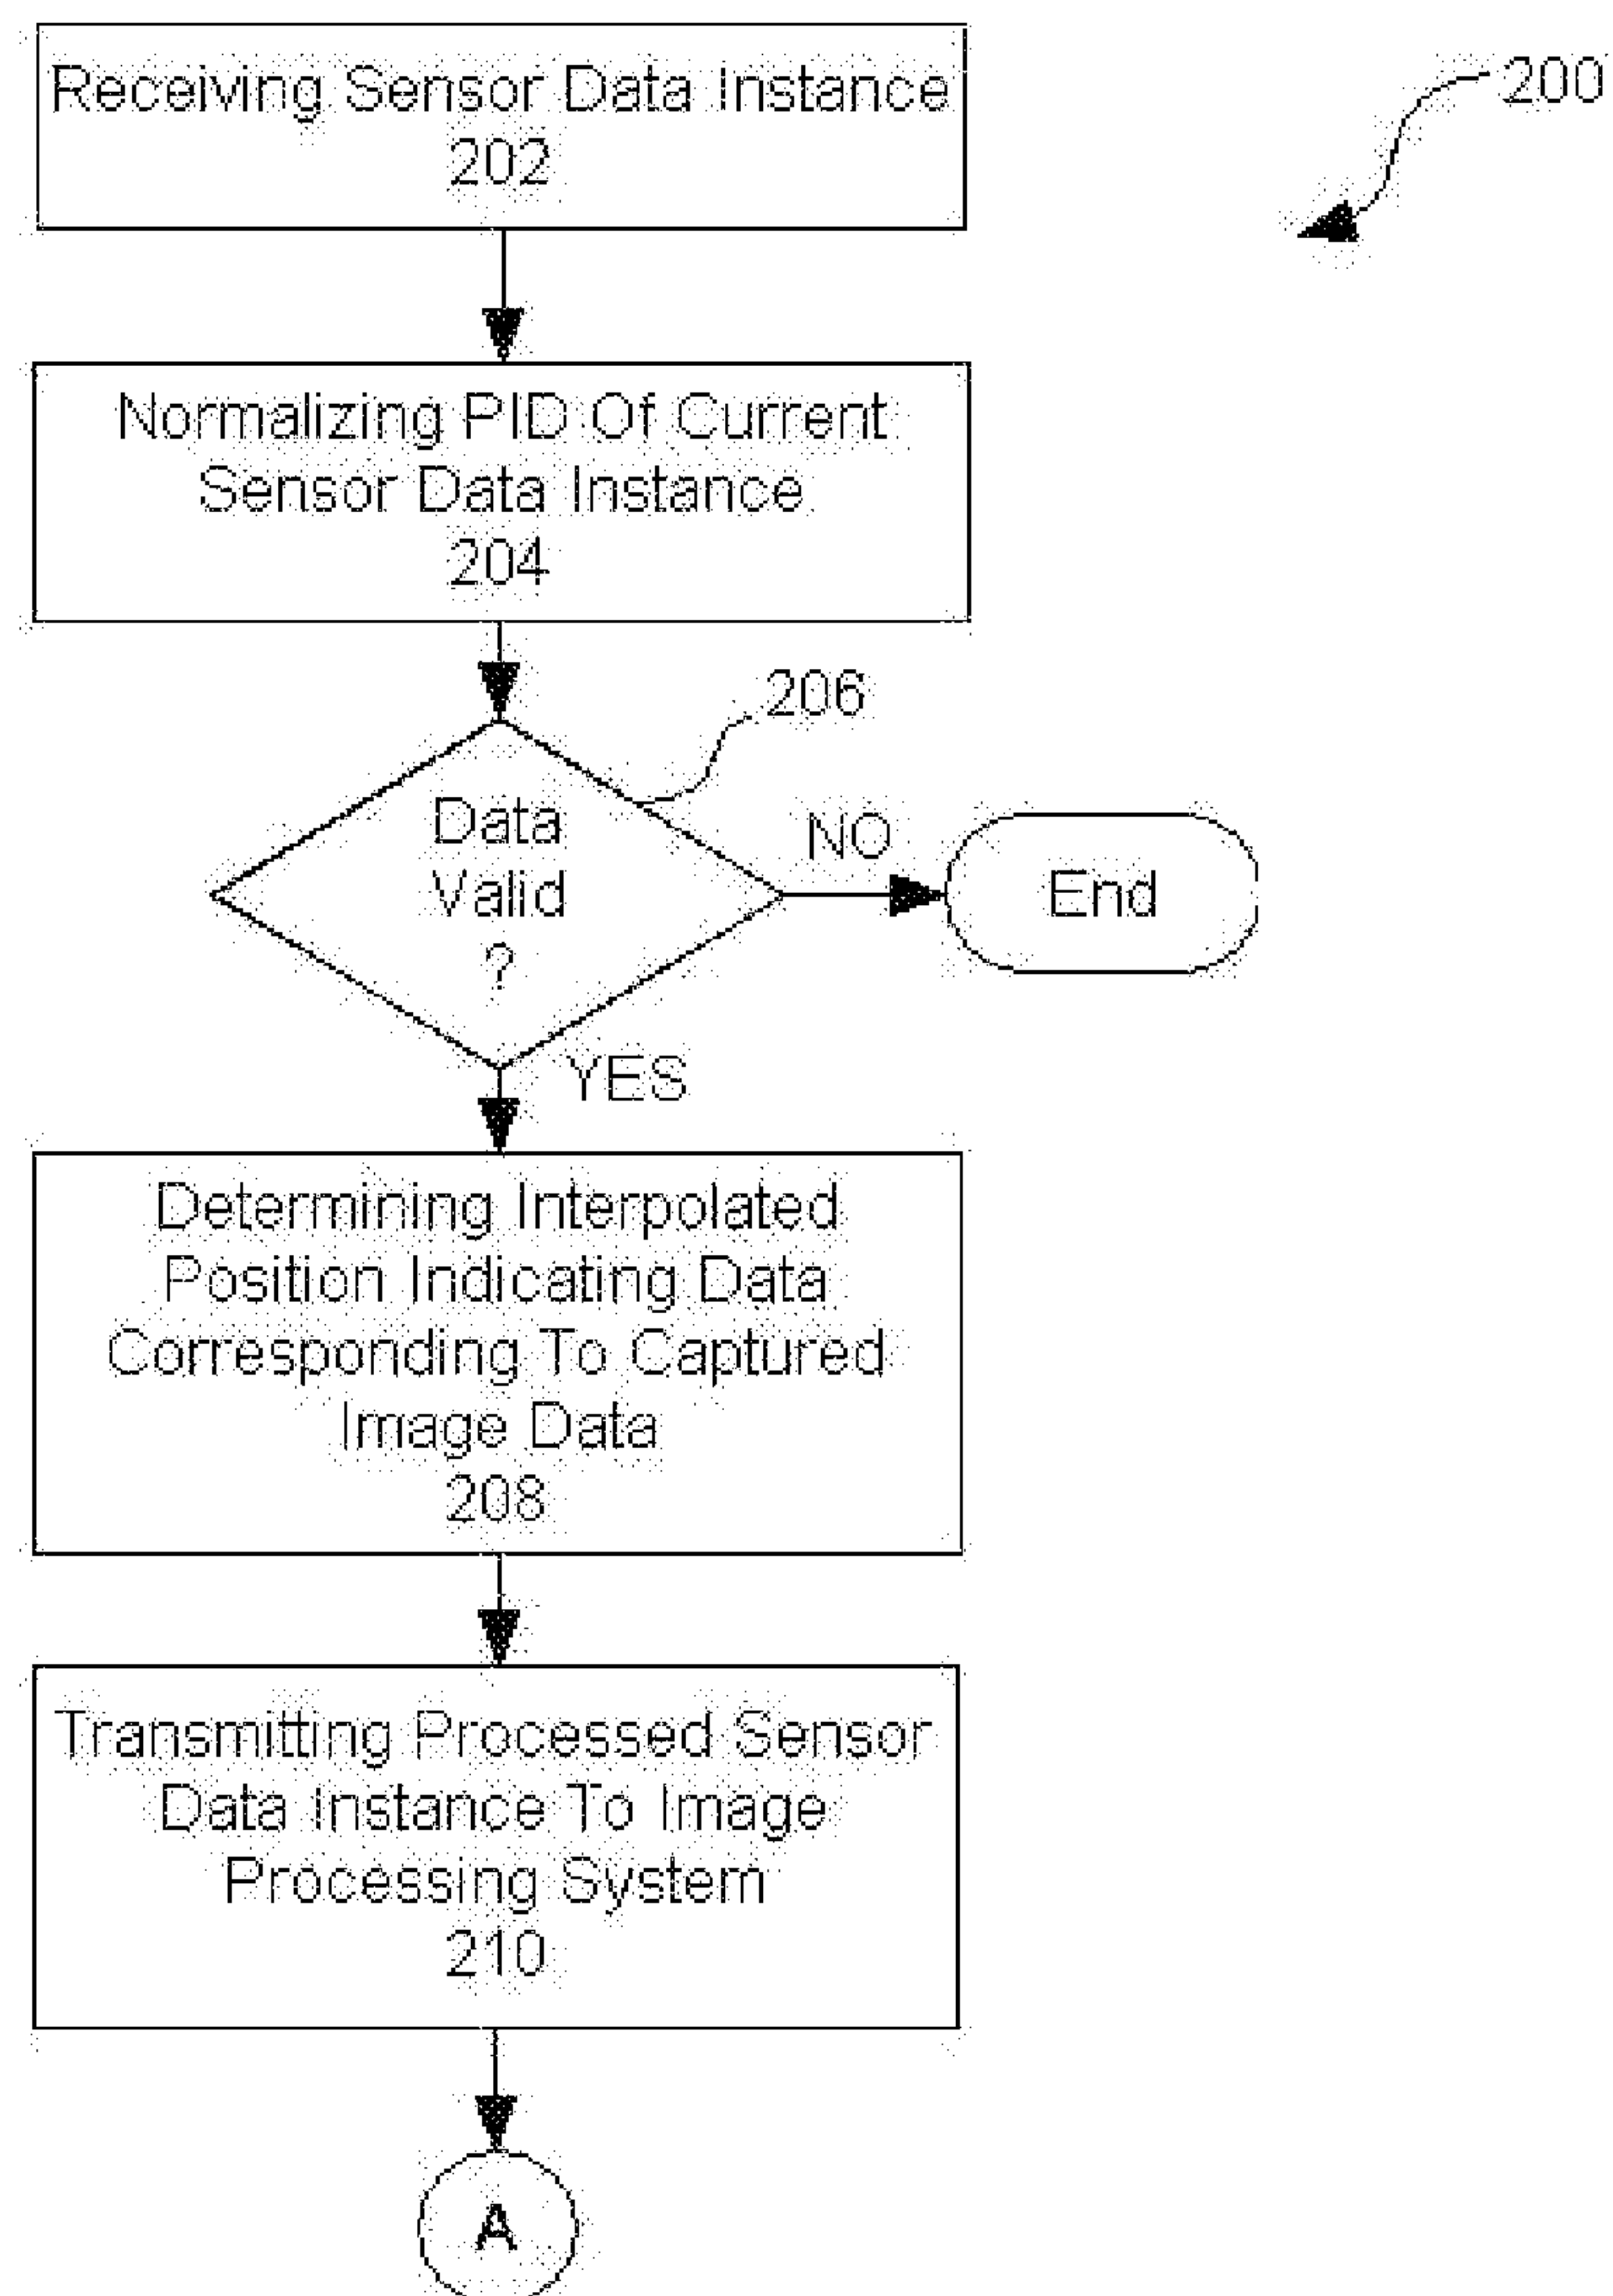 Receiving Sensor Data Instance
202
200
Normalizing PID Of Current
Sensor Data Instance
204
206
Data
Valid
?
NO
End
YES
Determining Interpolated
Position Indicating Data
Corresponding To Captured
Image Data
208
Transmitting Processed Sensor
Data Instance To Image
Processing System
210
A